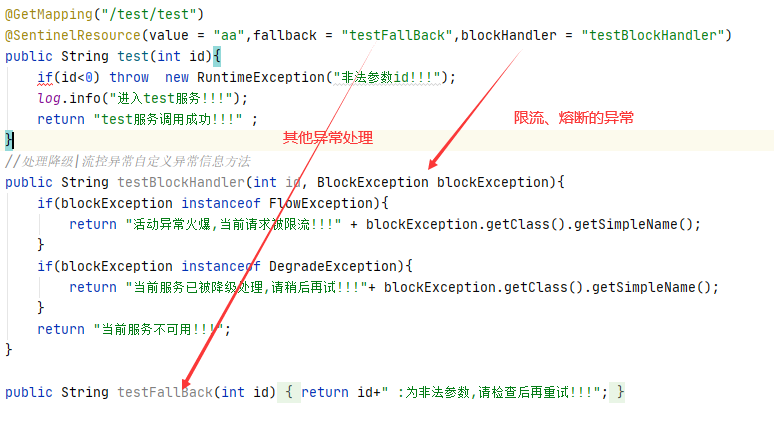 @GetMapping("/test/test")
@SentinelResource(value = "aa",fallback = "testFallBack",blockHandler = "testBlockHandler")
public String test(int id){
if(id<0) throw  new RuntimeException("非法参数id!!!");
log.info("进入test服务!!!");
return "test服务调用成功!!!" ;
其他异常处理
限流、熔断的异常
}
//处理降级|流控异常自定义异常信息方法
public String testBlockHandler(int id, BlockException blockException){
if(blockException instanceof FlowException){
return "活动异常火爆,当前请求被限流!!!" + blockException.getClass().getSimpleName();
}
if(blockException instanceof DegradeException){
return "当前服务已被降级处理,请稍后再试!!!"+ blockException.getClass().getSimpleName();
}
return "当前服务不可用!!!";
}
public String testFallBack(int id) { return id+" :为非法参数,请检查后再重试!!!"; }